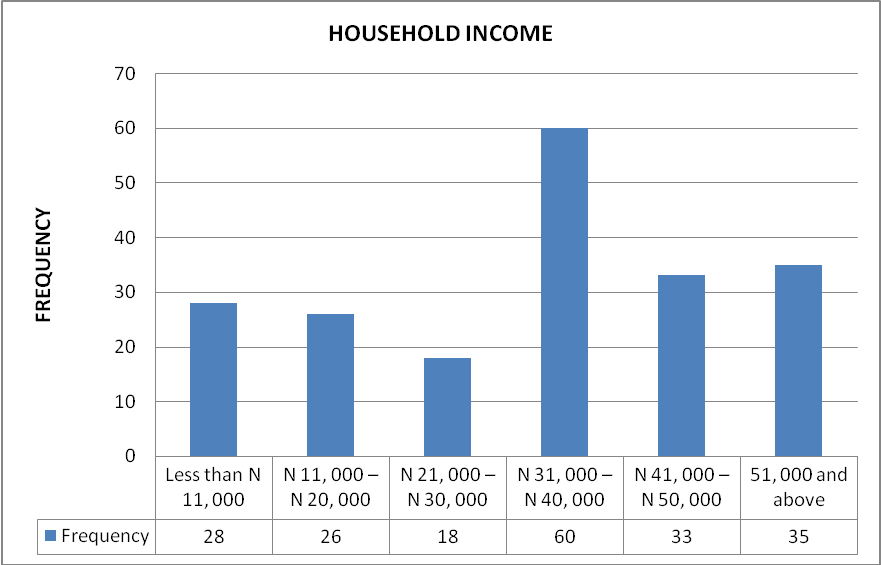 HOUSEHOLD INCOME
FREQUENCY
70
60
50
40
30
20
10
0
Less than N
11, 000
N 11, 000 –
N 20, 000
N 21, 000 –
N 30, 000
N 31, 000 –
N 40, 000
N 41, 000 –
N 50, 000
51, 000 and
above
Frequency 28 26 18 60 33 35